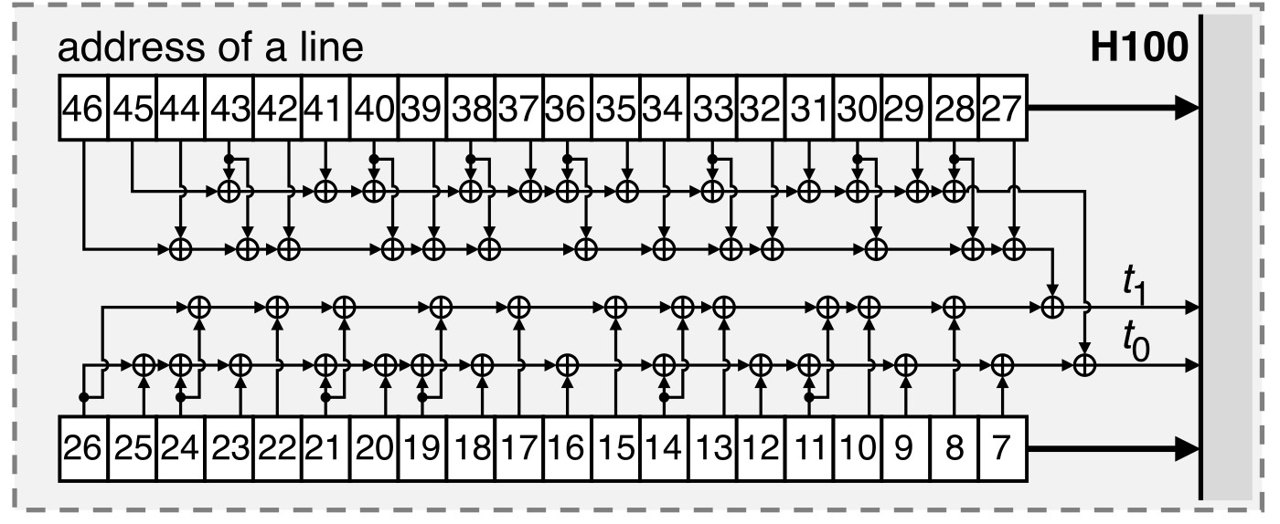 address of a line H100
46 45 44 43 42 41 40 39 38 37 36 35 34 33 32 31 30 29 28 27
t1
t0
26 25 24 23 22 21 20 19 18 17 16 15 14 13 12 11 10 9 8 7